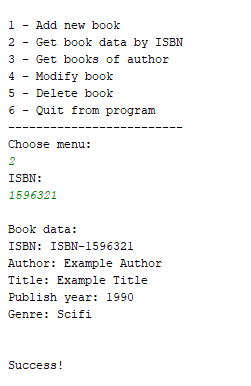 1 - Add new book
2 - Get book data by ISBN
3 - Get books of author
4 - Modify book
5 - Delete book
6 - Quit from program
-------------------------
Choose menu:
2
ISBN:
1596321
Book data:
ISBN: ISBN-1596321
Author: Example Author
Title: Example Title
Publish year: 1990
Genre: Scifi
Success!